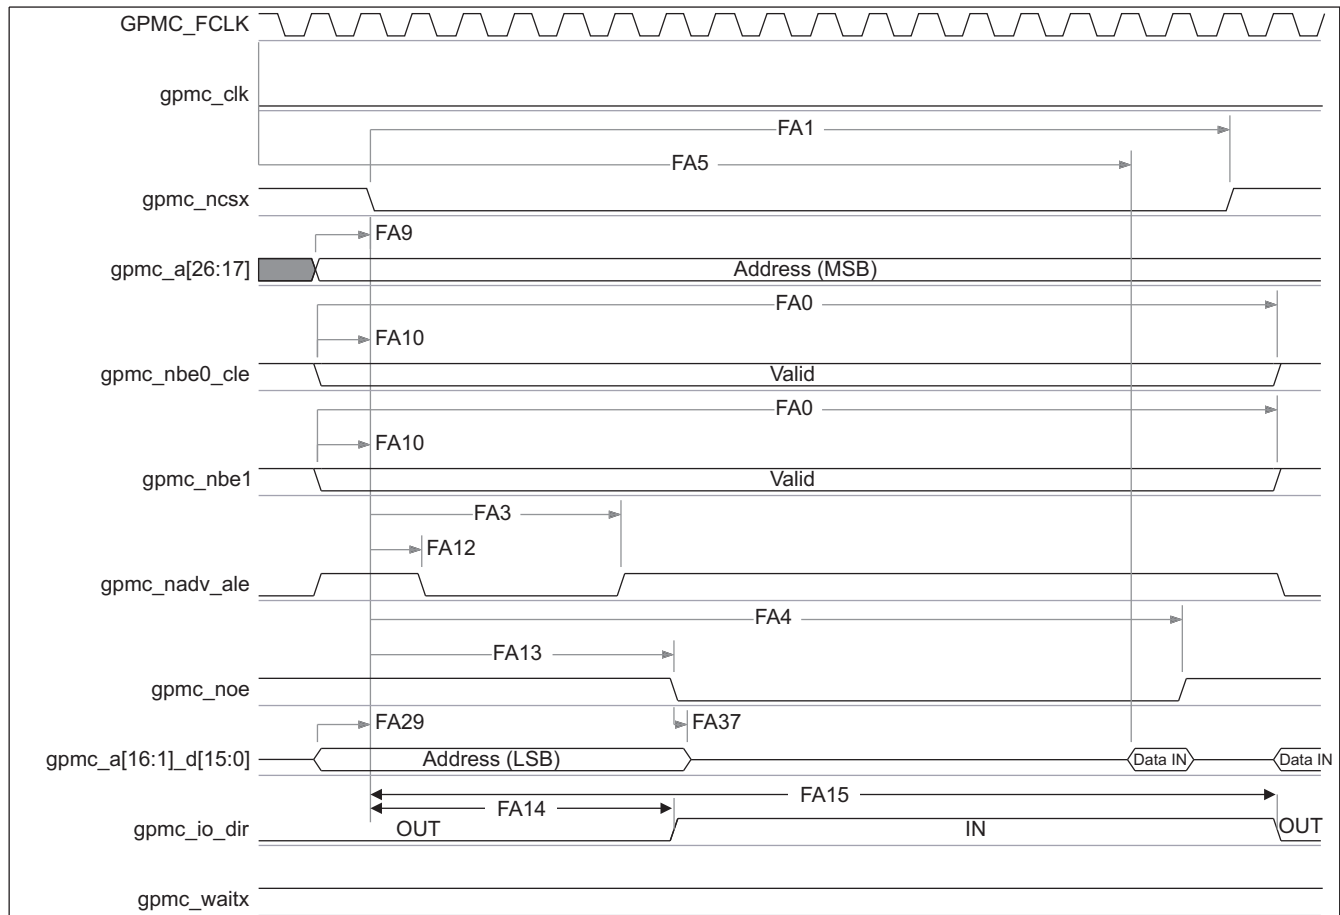 GPMC_FCLK
gpmc_clk
FA1
FA5
gpmc_ncsx
FA9
gpmc_a[26:17]
Address (MSB)
FA0
FA10
gpmc_nbe0_cle
Valid
FA0
FA10
gpmc_nbe1
Valid
FA3
FA12
gpmc_nadv_ale
FA4
FA13
gpmc_noe
FA29
FA37
gpmc_a[16:1]_d[15:0]
Address (LSB)
Data IN
Data IN
FA15
FA14
gpmc_io_dir
OUT
IN
OUT
gpmc_waitx